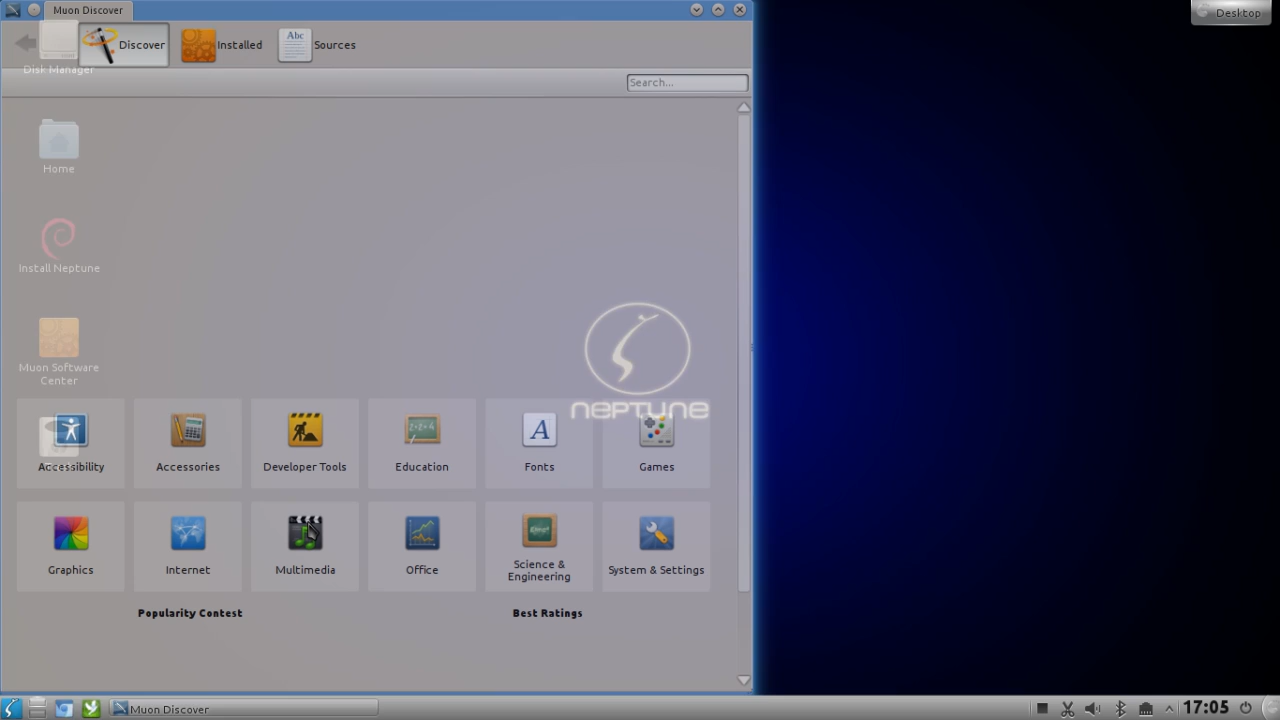 Muon Discover
Desktop
Discover
Installed
Abc
Sources
Disk Manager
Search...
Home
Install Neptune
Muon Software
Center
NEPTUNE
Accessibility
Accessories
Developer Tools
Education
Fonts
Games
Graphics
Internet
Multimedia
Office
Science &
Engineering
System & Settings
Popularity Contest
Best Ratings
Muon Discover
17:05